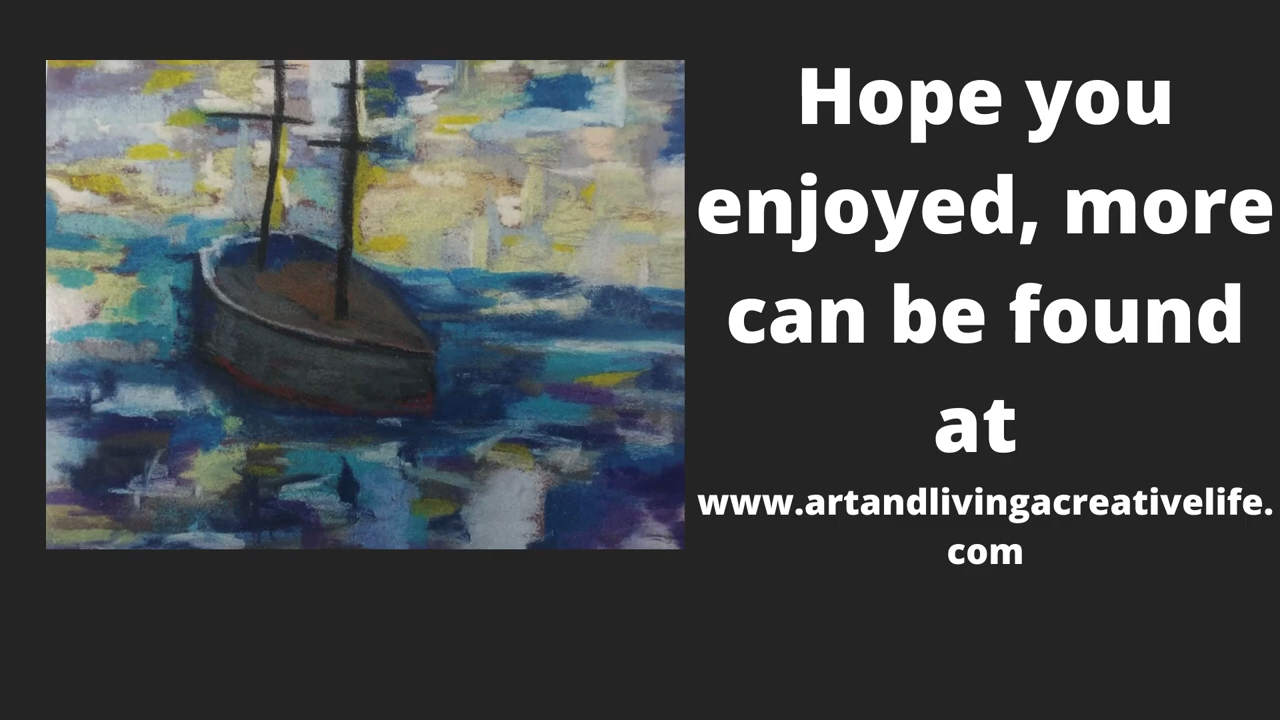 Hope you
enjoyed, more
can be found
at
www.artandlivingacreativelife.
com